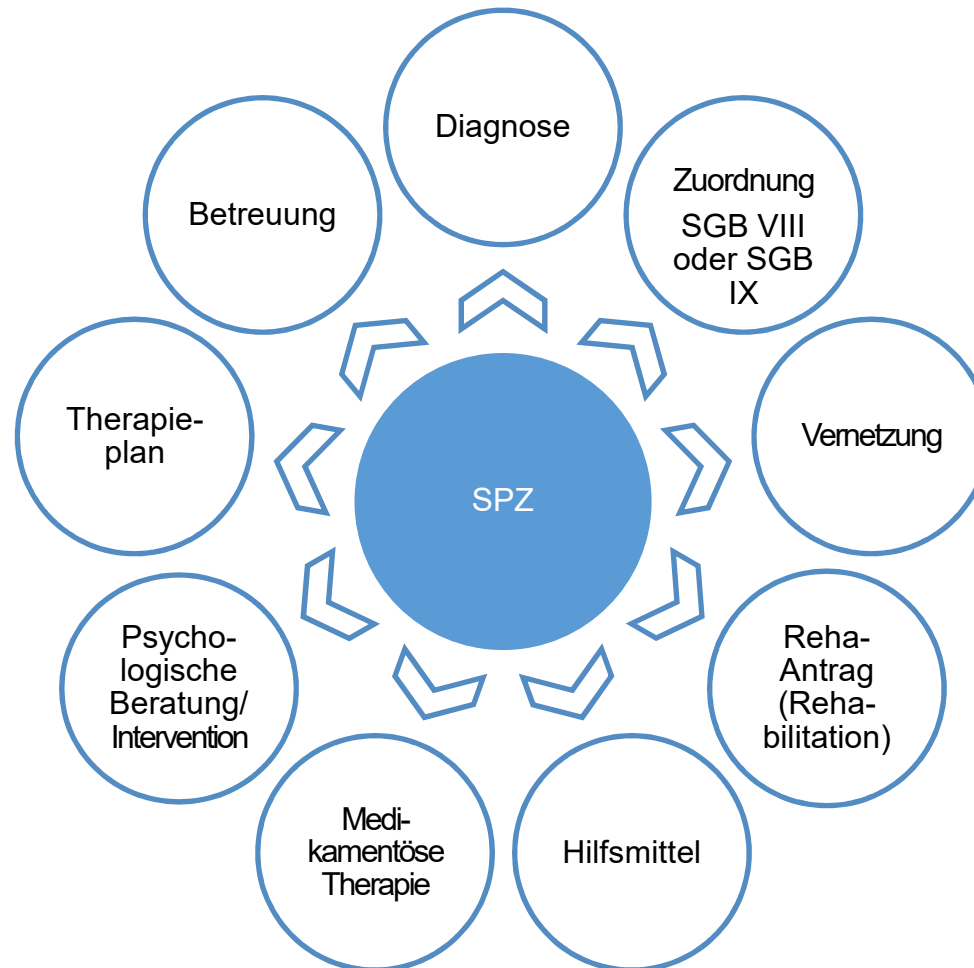 Diagnose
Zuordnung
SGB VIII
oder SGB
IX
Vernetzung
Reha-
Antrag
(Reha-
bilitation)
Hilfsmittel
Medi-
kamentöse
Therapie
Psycho-
logische
Beratung/
Intervention
Therapie-
plan
Betreuung
SPZ